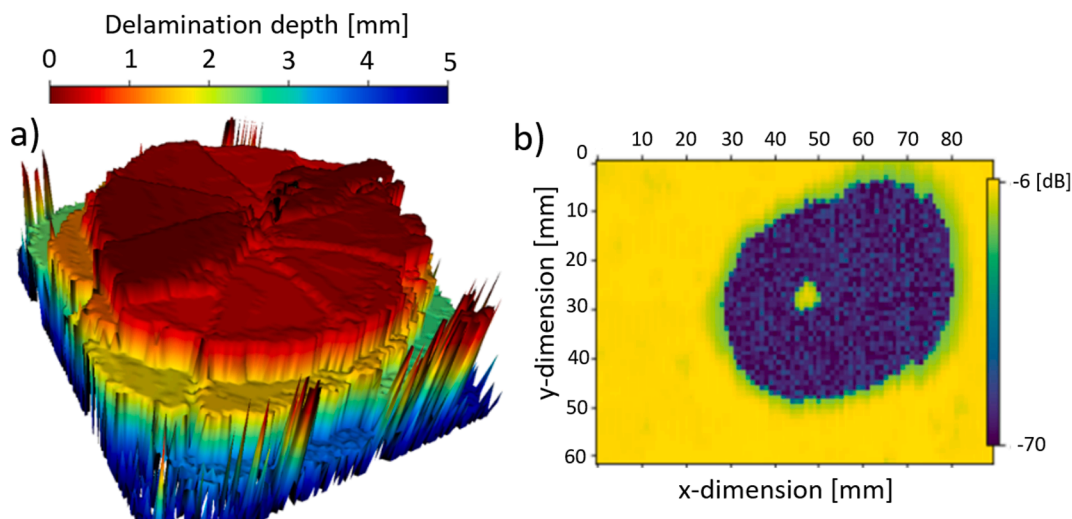 Delamination depth [mm]
0 1 2 3 4 5
a)
b)
10 20 30 40 50 60 70 80
0
10
20
30
40
50
60
y-dimension [mm]
x-dimension [mm]
-6 [dB]
-70